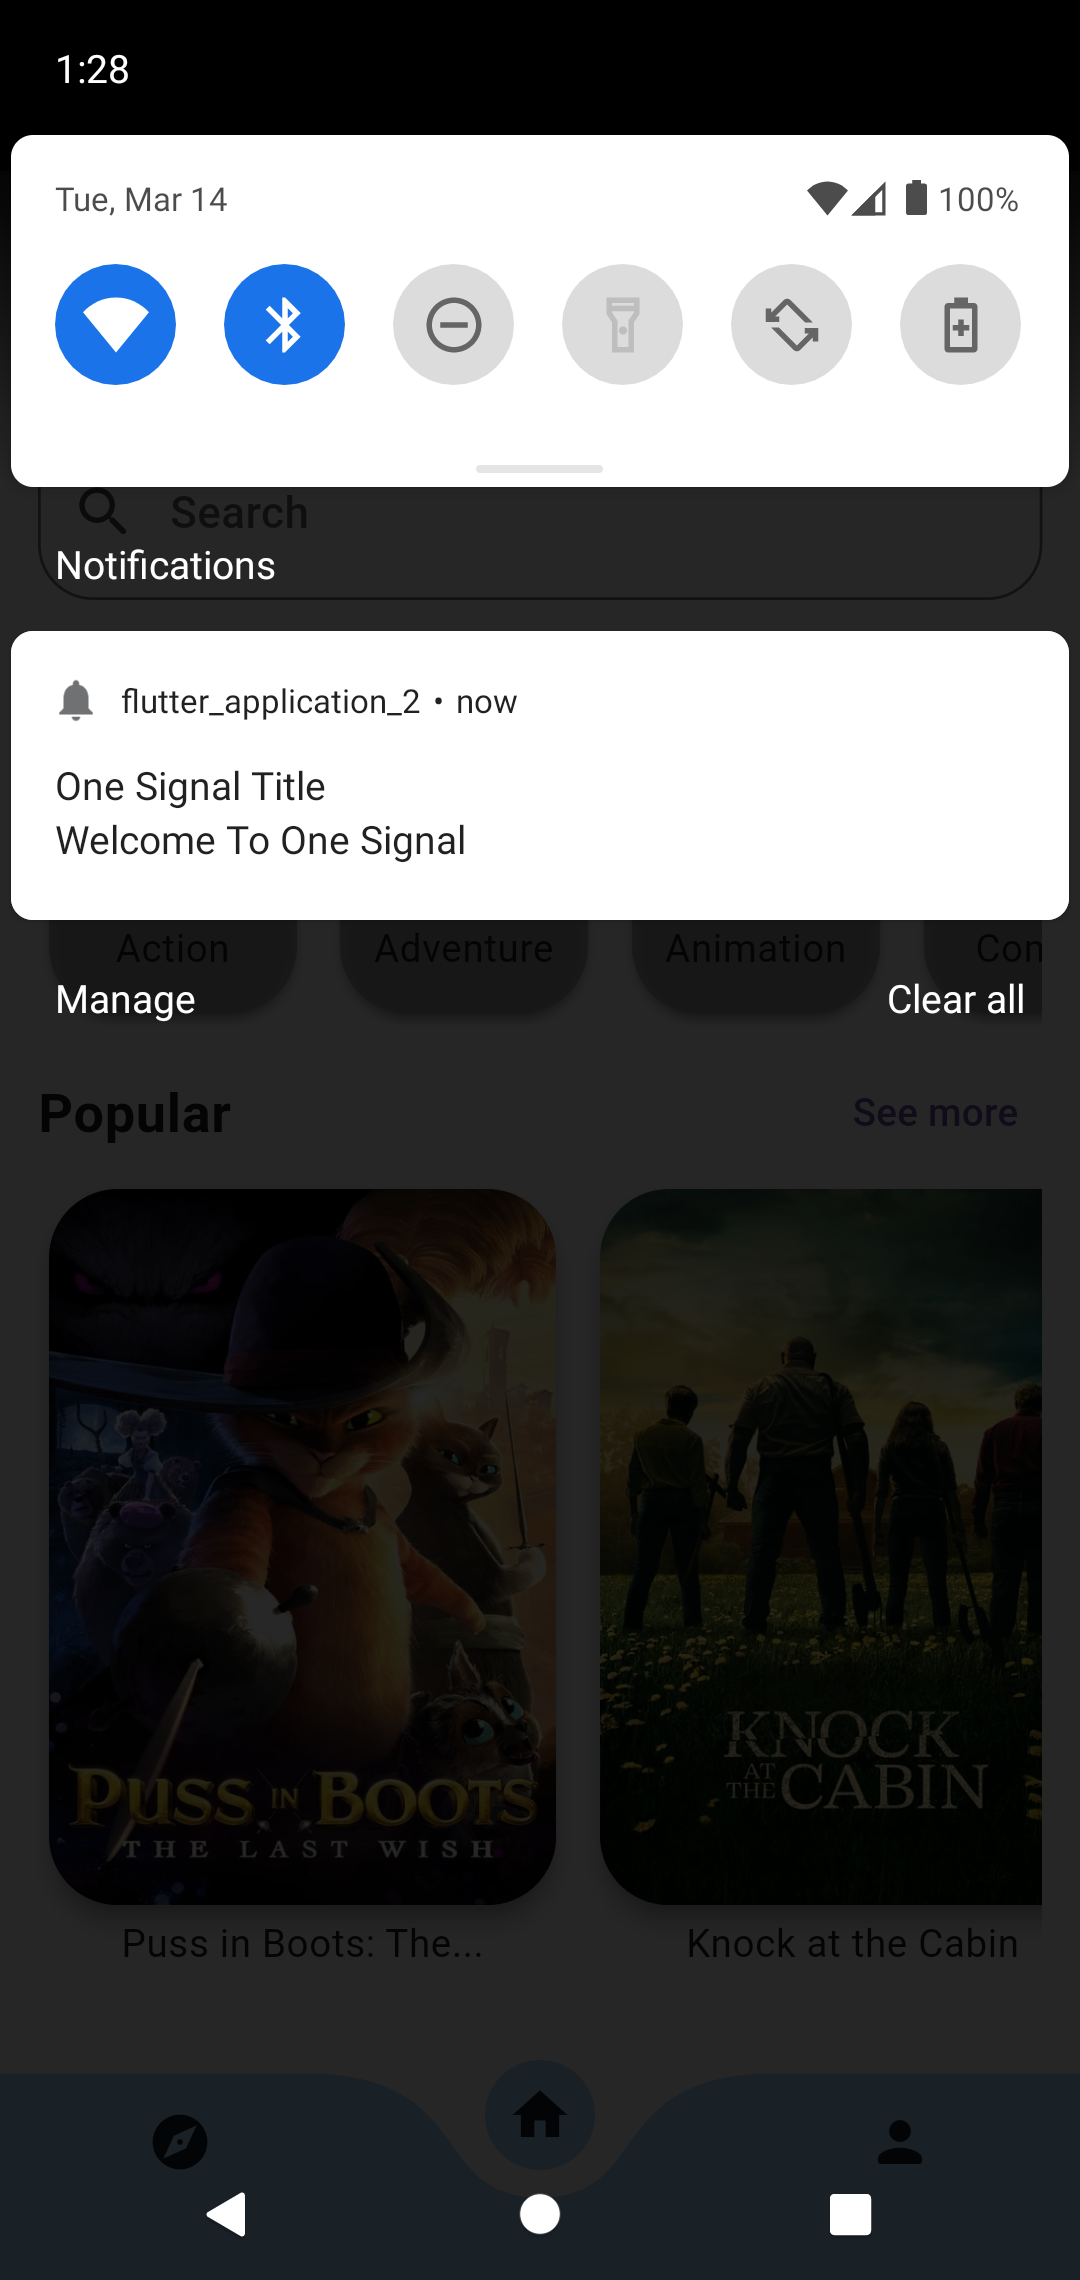 1:28
Tue, Mar 14
100%
Search
Notifications
flutter_application_2 • now
One Signal Title
Welcome To One Signal
Action Adventure Animation Com
Manage Clear all
Popular See more
PUSS IN BOOTS
THE LAST WISH
KNOCK
AT THE CABIN
Puss in Boots: The...
Knock at the Cabin